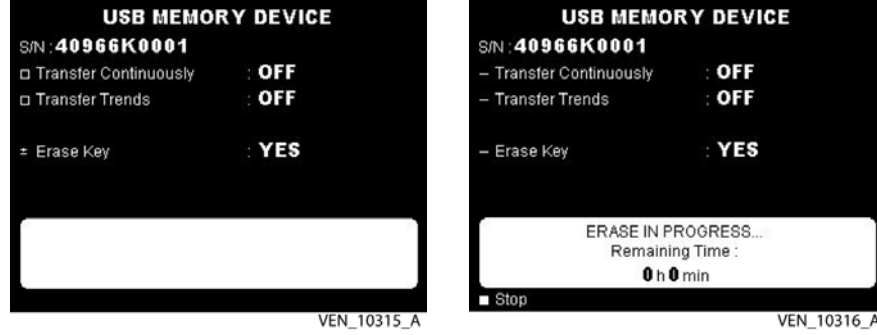 USB MEMORY DEVICE
S/N : 40966K0001
□ Transfer Continuously : OFF
□ Transfer Trends : OFF
± Erase Key : YES
VEN_10315_A
USB MEMORY DEVICE
S/N : 40966K0001
– Transfer Continuously : OFF
– Transfer Trends : OFF
– Erase Key : YES
ERASE IN PROGRESS...
Remaining Time :
0 h 0 min
■ Stop
VEN_10316_A